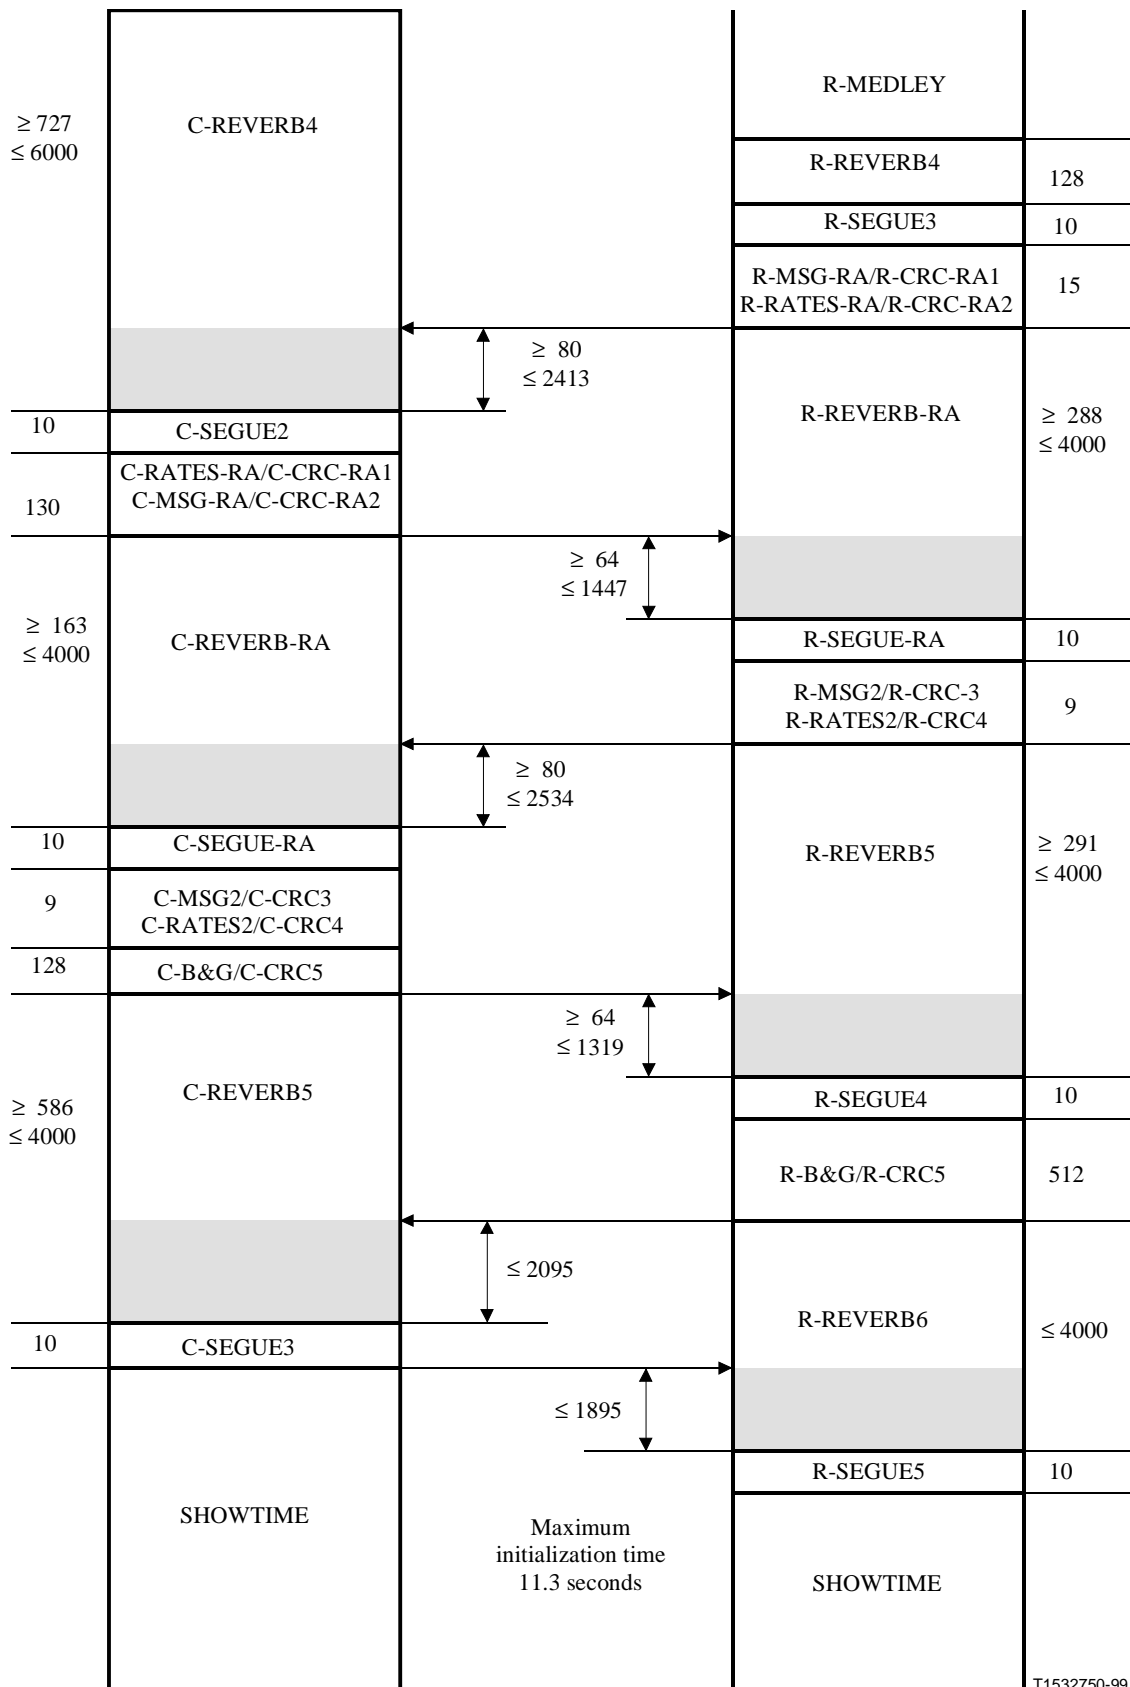 R-MEDLEY
≥ 727
≤ 6000
C-REVERB4
R-REVERB4
128
R-SEGUE3
10
R-MSG-RA/R-CRC-RA1
R-RATES-RA/R-CRC-RA2
15
≥ 80
≤ 2413
R-REVERB-RA
≥ 288
≤ 4000
10
C-SEGUE2
C-RATES-RA/C-CRC-RA1
C-MSG-RA/C-CRC-RA2
130
≥ 64
≤ 1447
≥ 163
≤ 4000
C-REVERB-RA
R-SEGUE-RA
10
R-MSG2/R-CRC-3
R-RATES2/R-CRC4
9
≥ 80
≤ 2534
10
C-SEGUE-RA
R-REVERB5
≥ 291
≤ 4000
9
C-MSG2/C-CRC3
C-RATES2/C-CRC4
128
C-B&G/C-CRC5
≥ 64
≤ 1319
C-REVERB5
≥ 586
≤ 4000
R-SEGUE4
10
R-B&G/R-CRC5
512
≤ 2095
R-REVERB6
≤ 4000
10
C-SEGUE3
≤ 1895
R-SEGUE5
10
SHOWTIME
Maximum
initialization time
11.3 seconds
SHOWTIME
T1532750-99